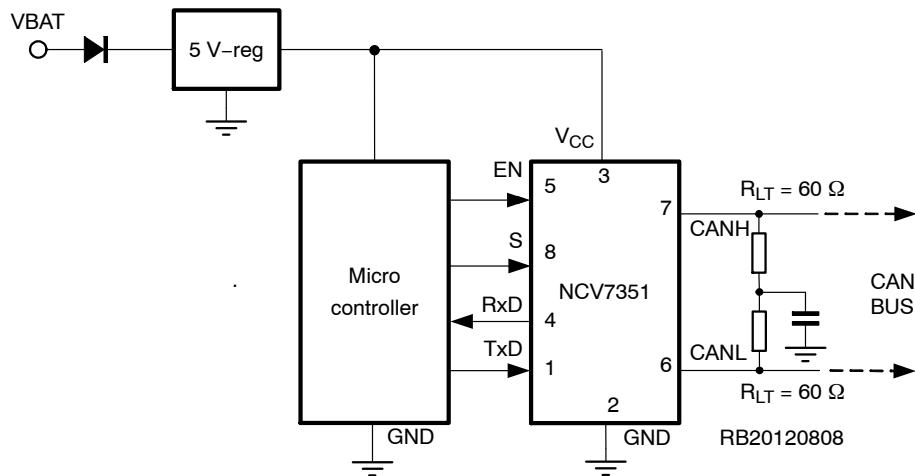 VBAT
5 V−reg
VCC
EN
5
3
RLT = 60 Ω
7
CANH
S
8
Micro
controller
NCV7351
CAN
BUS
RxD
4
TxD
1
CANL
6
RLT = 60 Ω
2
GND
GND
RB20120808